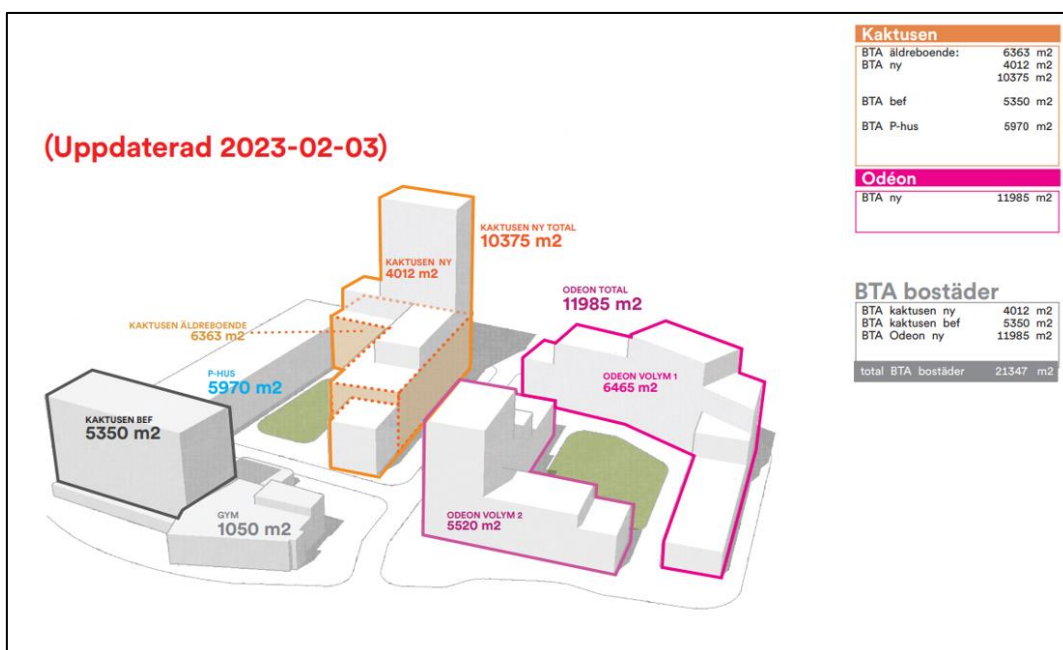 (Uppdaterad 2023-02-03)
KAKTUSEN NY TOTAL
10375 m2
KAKTUSEN NY
4012 m2
ODEON TOTAL
11985 m2
KAKTUSEN ÄLDREBOENDE
6363 m2
P-HUS
5970 m2
ODEON VOLYM 1
6465 m2
KAKTUSEN BEF
5350 m2
GYM
1050 m2
ODEON VOLYM 2
5520 m2
Kaktusen
BTA äldreboende: 6363 m2
BTA ny 4012 m2
10375 m2
BTA bef 5350 m2
BTA P-hus 5970 m2
Odéon
BTA ny 11985 m2
BTA bostäder
BTA kaktusen ny 4012 m2
BTA kaktusen bef 5350 m2
BTA Odeon ny 11985 m2
total BTA bostäder 21347 m2